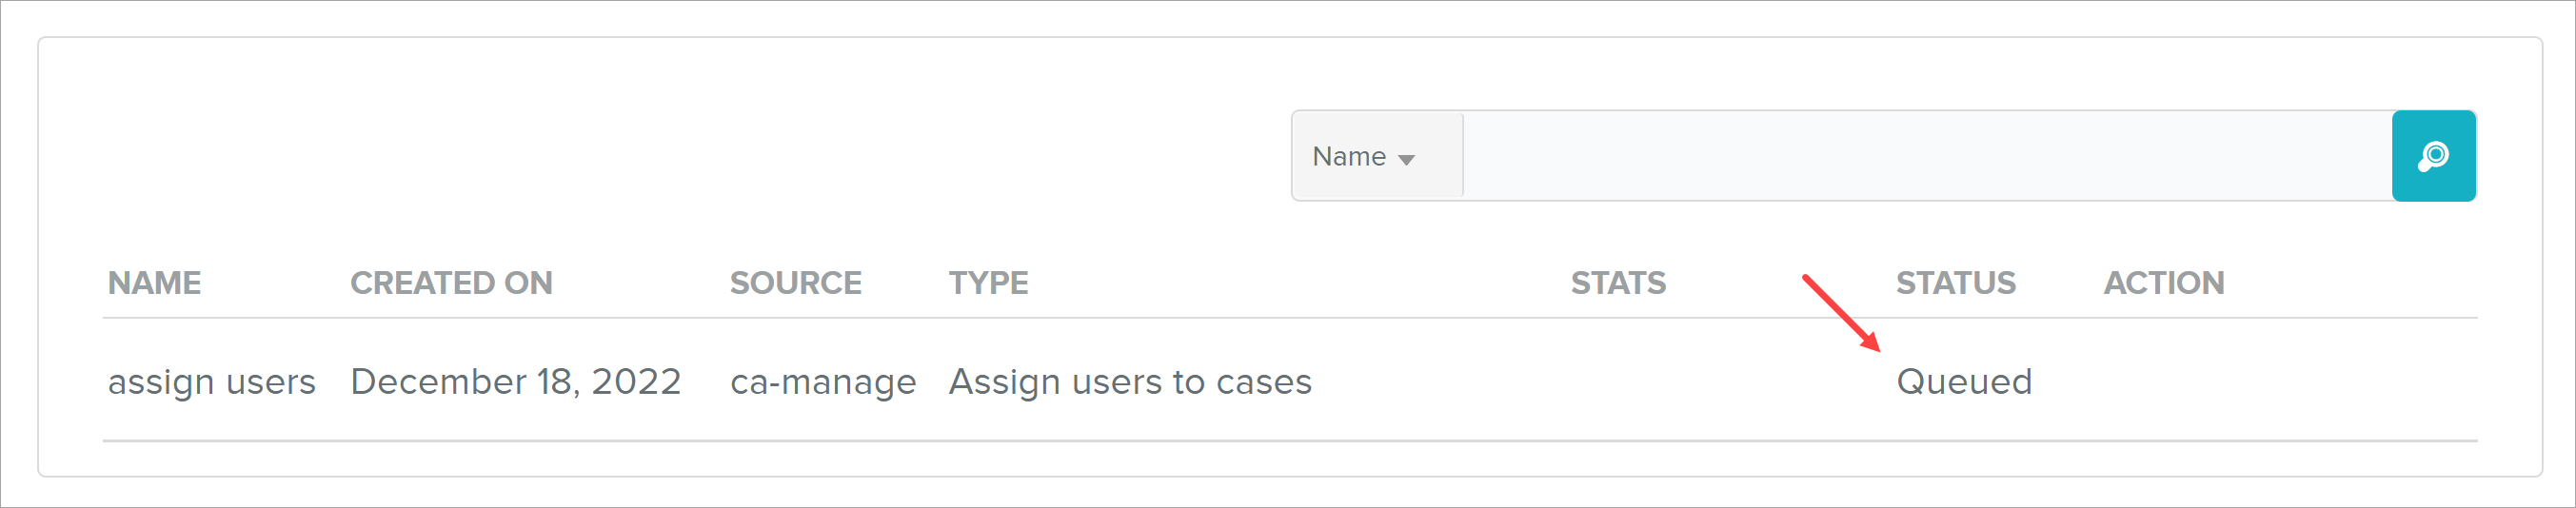 Name
NAME CREATED ON SOURCE TYPE STATS STATUS ACTION
assign users December 18, 2022 ca-manage Assign users to cases Queued